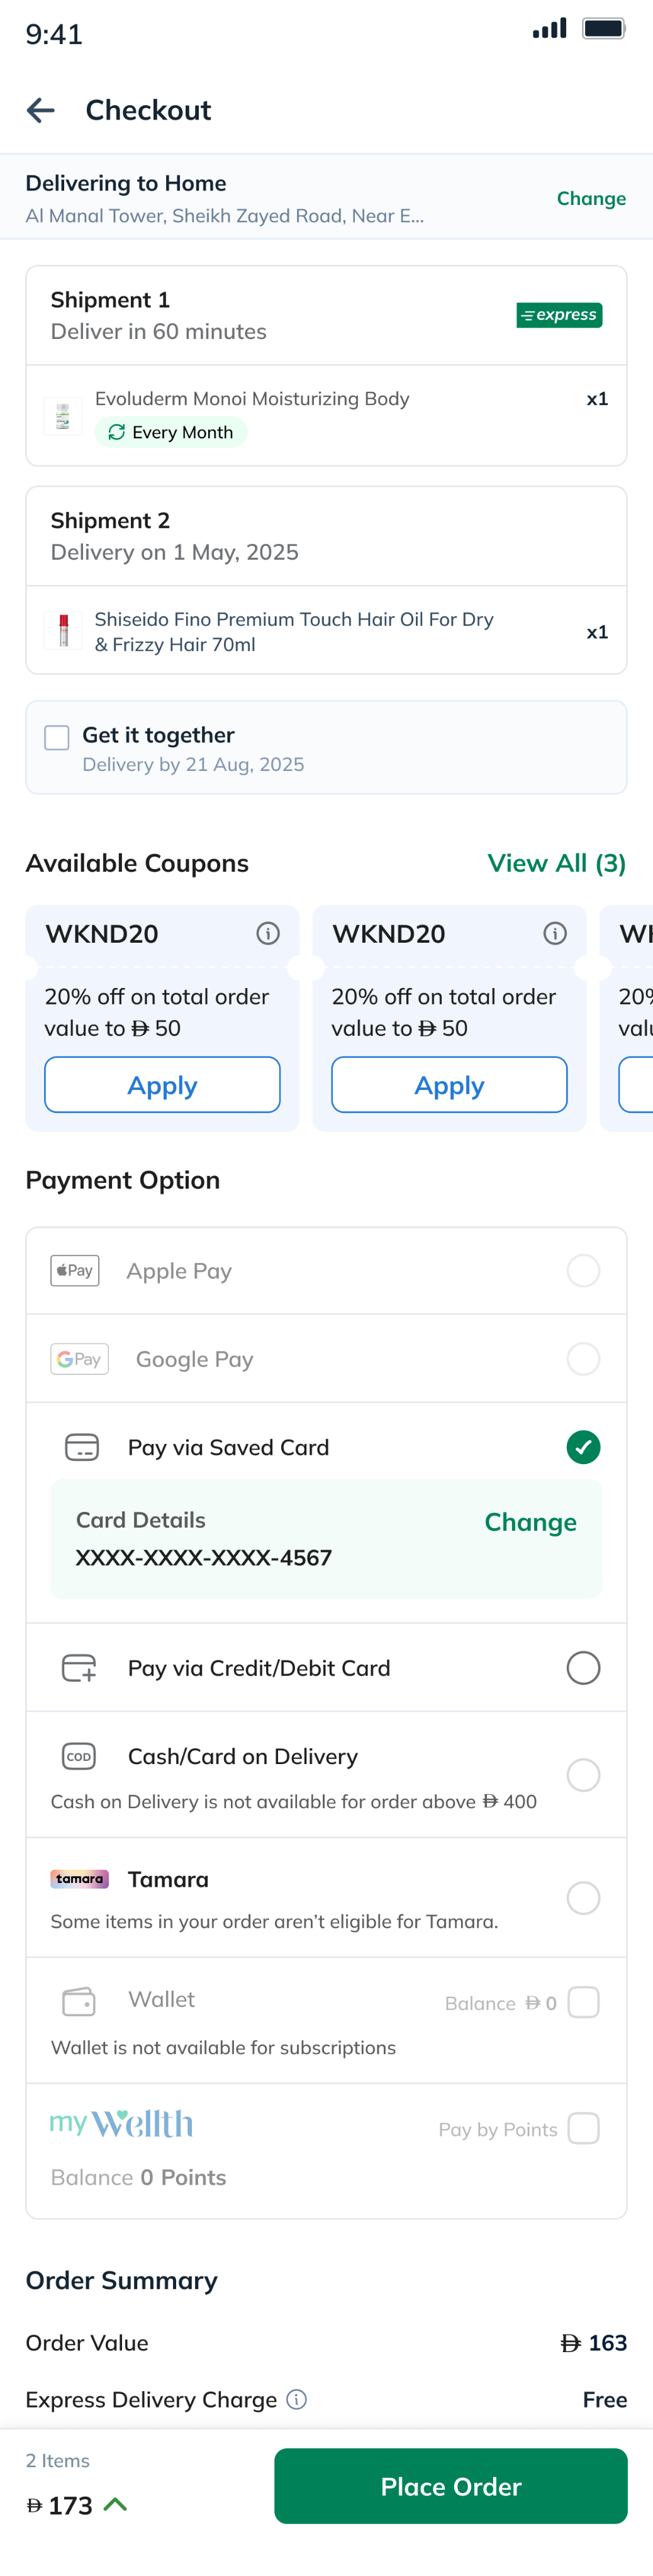 9:41
Checkout
Delivering to Home
Al Manal Tower, Sheikh Zayed Road, Near E...
Change
Shipment 1
Deliver in 60 minutes
express
Evoluderm Monoi Moisturizing Body
x1
Every Month
Shipment 2
Delivery on 1 May, 2025
Shiseido Fino Premium Touch Hair Oil For Dry
& Frizzy Hair 70ml
x1
Get it together
Delivery by 21 Aug, 2025
Available Coupons
View All (3)
WKND20
20% off on total order
value to 50
Apply
WKND20
20% off on total order
value to 50
Apply
Payment Option
Pay
Apple Pay
G Pay
Google Pay
Pay via Saved Card
Card Details
Change
XXXX-XXXX-XXXX-4567
Pay via Credit/Debit Card
COD
Cash/Card on Delivery
Cash on Delivery is not available for order above 400
tamara
Tamara
Some items in your order aren't eligible for Tamara.
Wallet
Balance 0
Wallet is not available for subscriptions
my Wellth
Pay by Points
Balance 0 Points
Order Summary
Order Value
163
Express Delivery Charge
Free
2 Items
173
Place Order